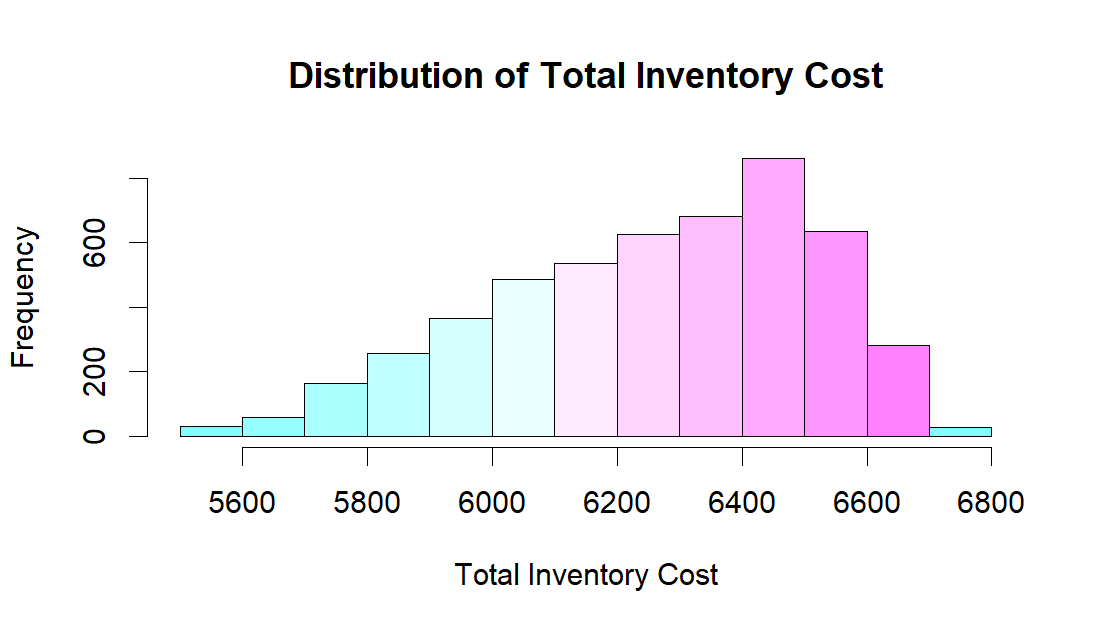 Distribution of Total Inventory Cost
Frequency
600
200
0
5600 5800 6000 6200 6400 6600 6800
Total Inventory Cost